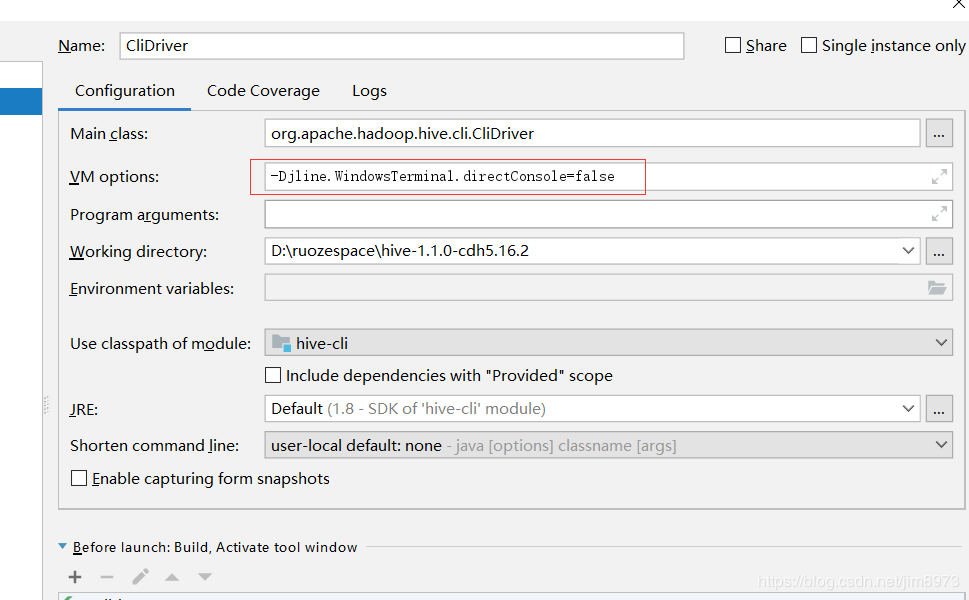 Name: CliDriver Share Single instance only
Configuration Code Coverage Logs
Main class: org.apache.hadoop.hive.cli.CliDriver ...
VM options: -Djline.WindowsTerminal.directConsole=false
Program arguments:
Working directory: D:\ruozespace\hive-1.1.0-cdh5.16.2 ...
Environment variables:
Use classpath of module: hive-cli
Include dependencies with "Provided" scope
JRE: Default (1.8 - SDK of 'hive-cli' module) ...
Shorten command line: user-local default: none - java [options] classname [args]
Enable capturing form snapshots
Before launch: Build, Activate tool window
https://blog.csdn.net/jim8973